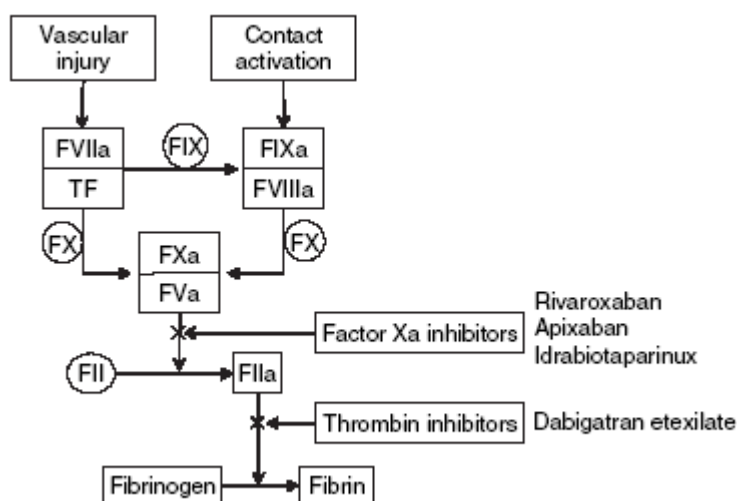 Vascular
injury
Contact
activation
FVIIa
TF
FIX
FIXa
FVIIIa
FX
FX
FXa
FVa
Factor Xa inhibitors
Rivaroxaban
Apixaban
Idrabiotaparinux
FII
FIIa
Thrombin inhibitors
Dabigatran etexilate
Fibrinogen
Fibrin